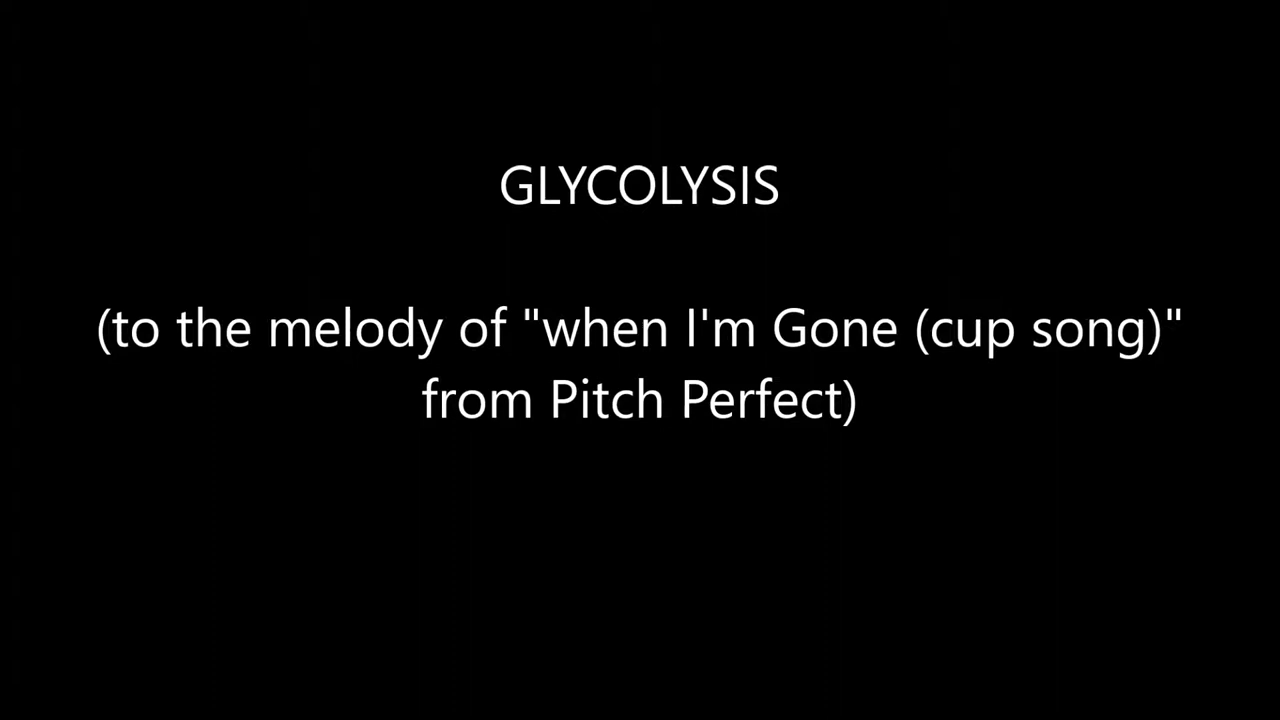 GLYCOLYSIS
(to the melody of "when I'm Gone (cup song)"
from Pitch Perfect)